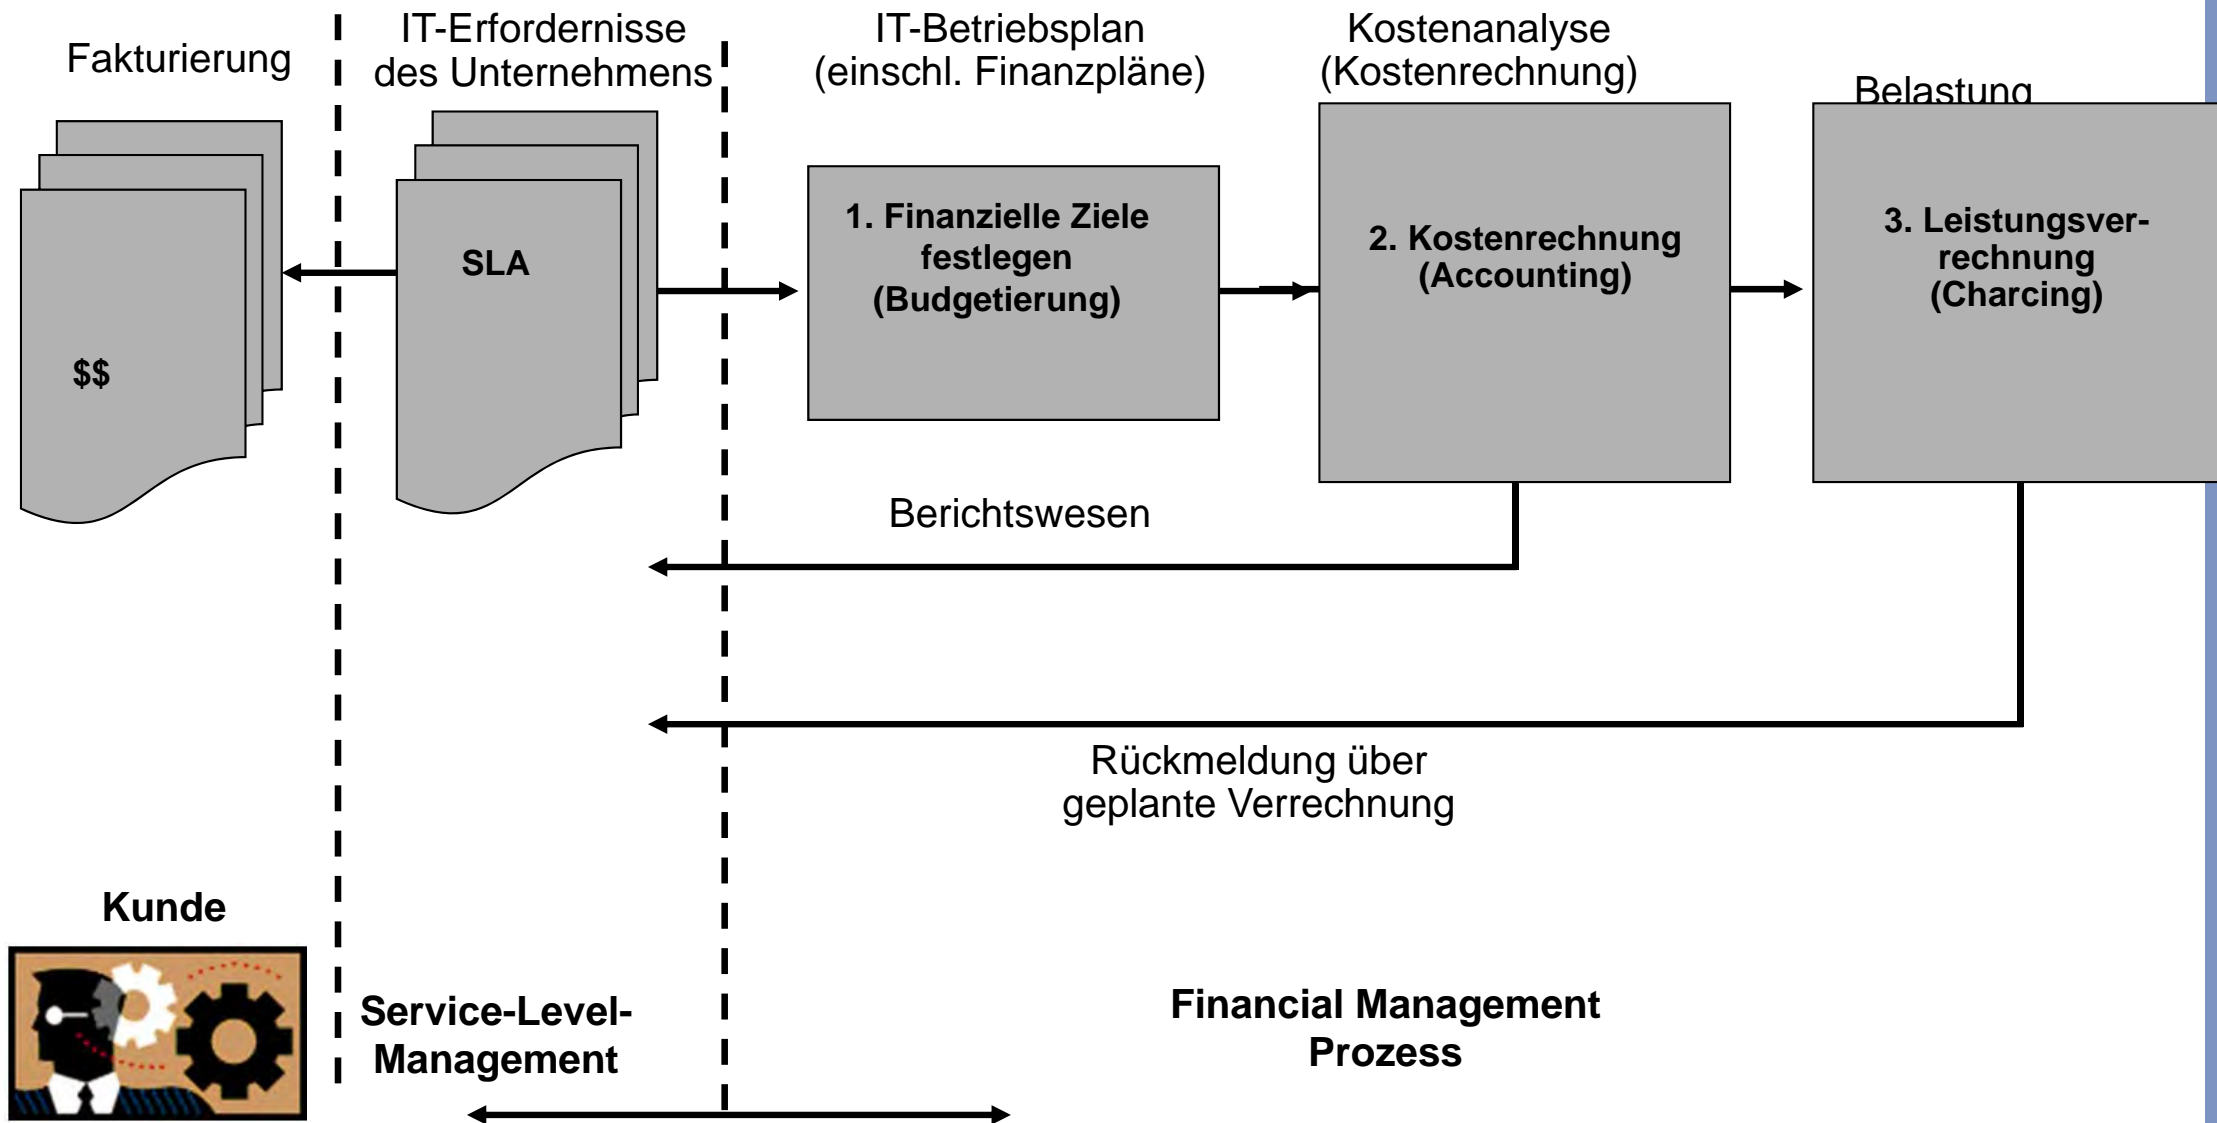 Fakturierung
IT-Erfordernisse
des Unternehmens
IT-Betriebsplan
(einschl. Finanzpläne)
Kostenanalyse
(Kostenrechnung)
Belastung
$$
SLA
1. Finanzielle Ziele
festlegen
(Budgetierung)
2. Kostenrechnung
(Accounting)
3. Leistungsver-
rechnung
(Charcing)
Berichtswesen
Rückmeldung über
geplante Verrechnung
Kunde
Service-Level-
Management
Financial Management
Prozess